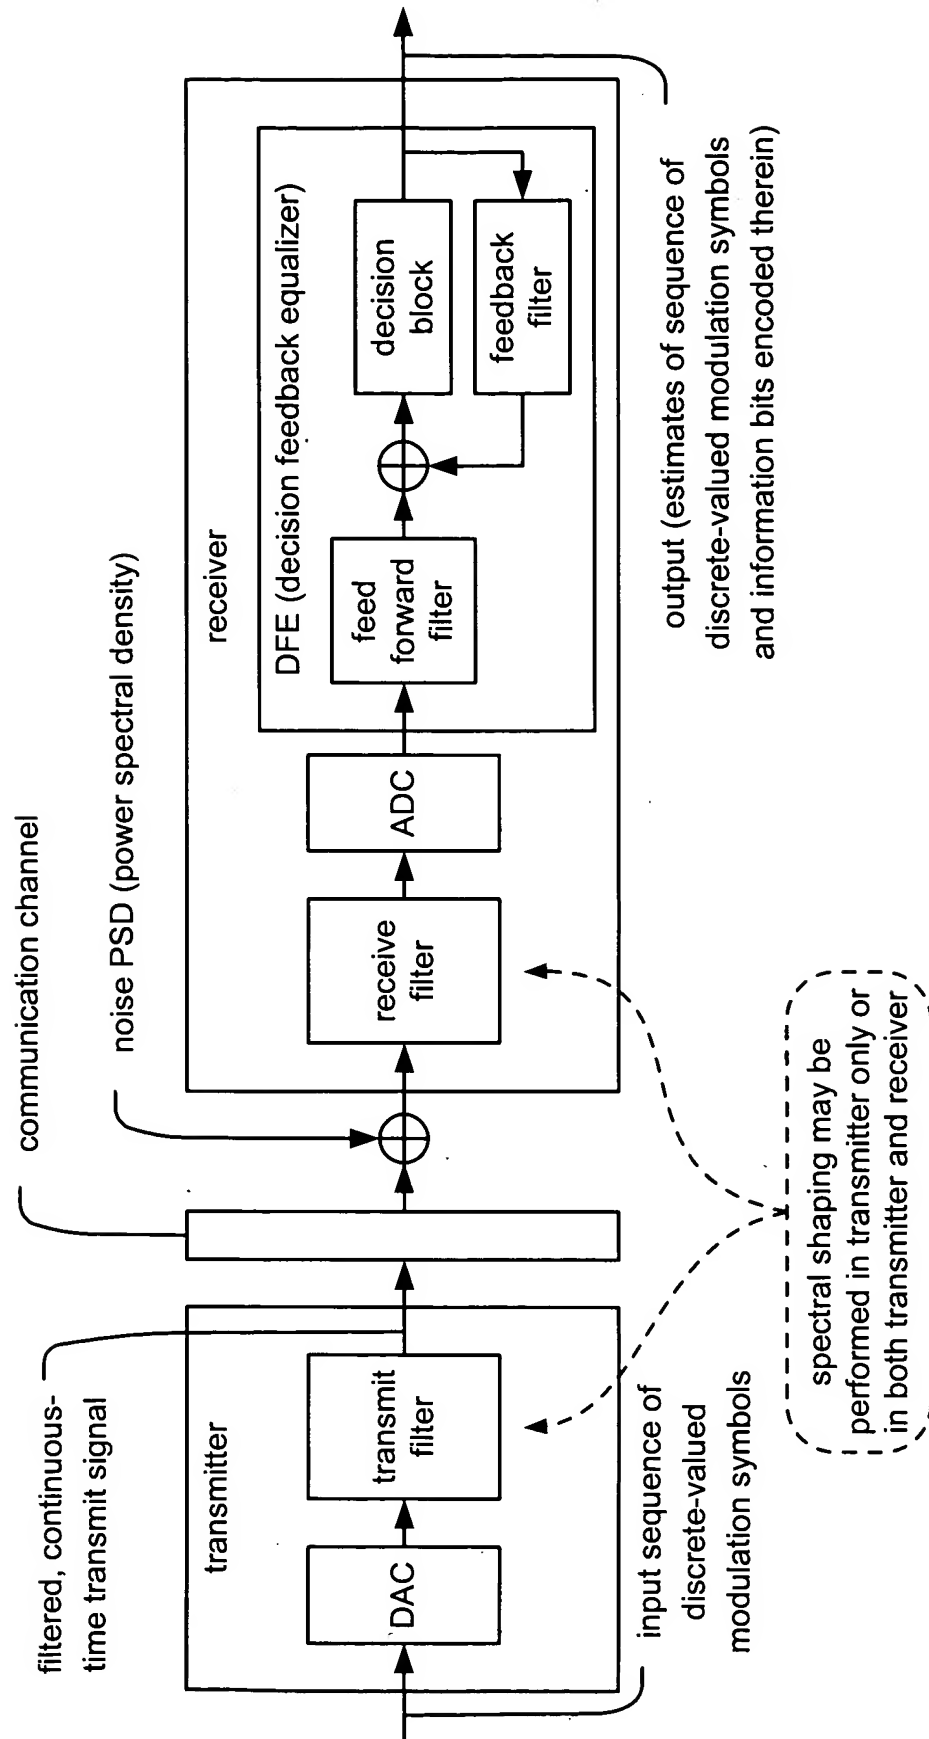 communication channel
noise PSD (power spectral density)
filtered, continuous-
time transmit signal
transmitter
DAC
transmit
filter
receiver
receive
filter
ADC
DFE (decision feedback equalizer)
feed
forward
filter
decision
block
feedback
filter
input sequence of
discrete-valued
modulation symbols
output (estimates of sequence of
discrete-valued modulation symbols
and information bits encoded therein)
spectral shaping may be
performed in transmitter only or
in both transmitter and receiver